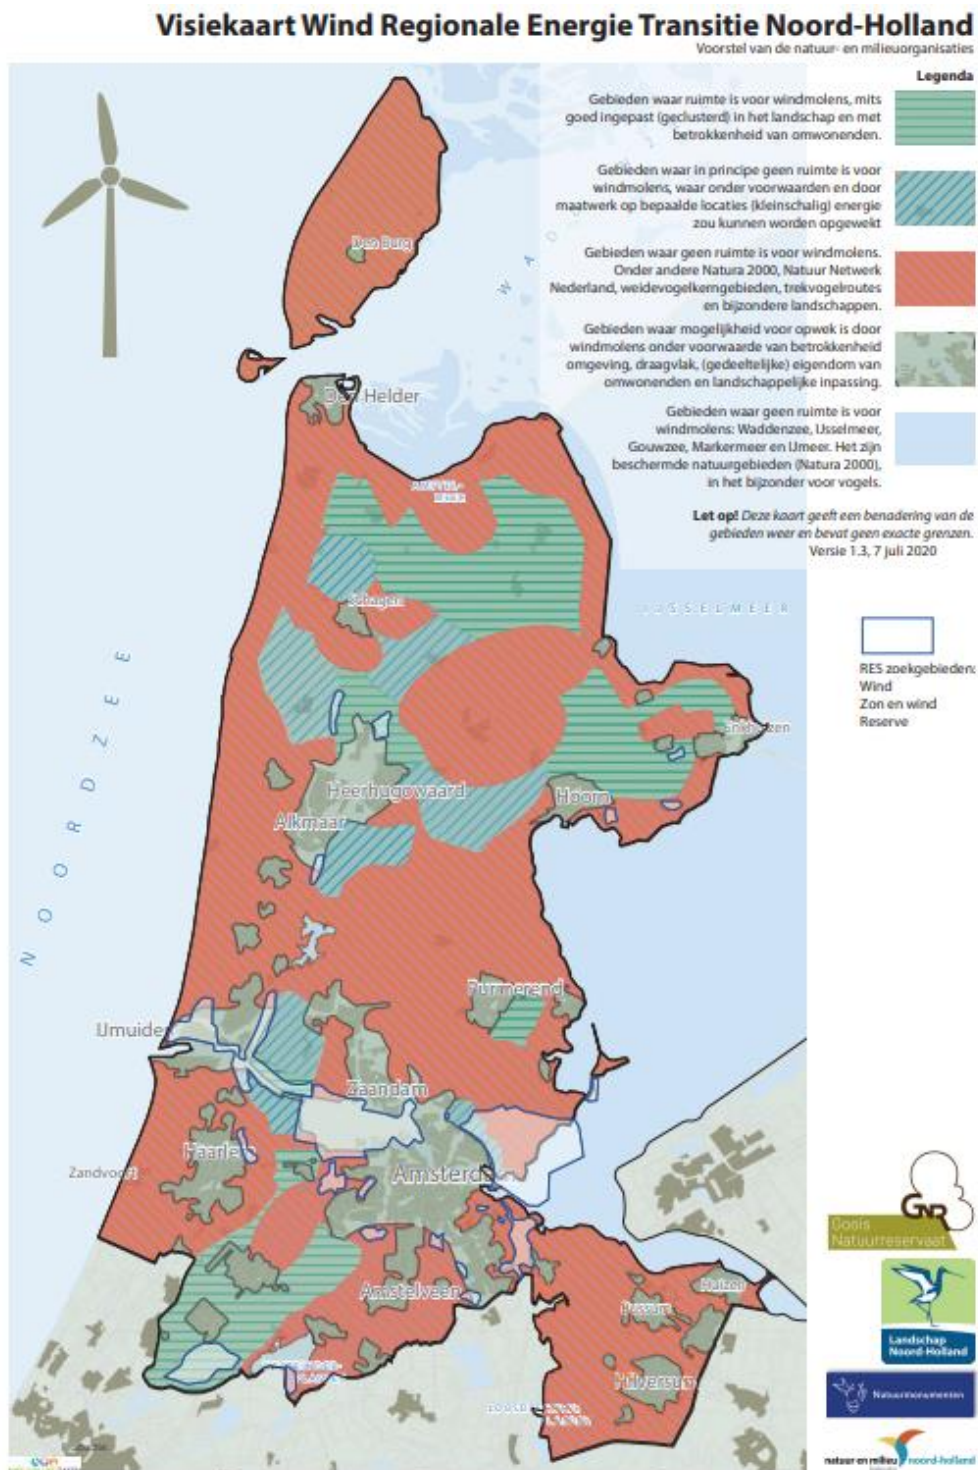 Visiekaart Wind Regionale Energie Transitie Noord-Holland
Voorstel van de natuur- en milieuorganisaties
Legenda
Gebieden waar ruimte is voor windmolens, mits
goed ingepast (geclusterd) in het landschap en met
betrokkenheid van omwonenden.
Gebieden waar in principe geen ruimte is voor
windmolens, waar onder voorwaarden en door
maatwerk op bepaalde locaties (kleinschalig) energie
zou kunnen worden opgewekt
Gebieden waar geen ruimte is voor windmolens.
Onder andere Natura 2000, Natuur Netwerk
Nederland, weidevogelkerngebieden, trekvogelroutes
en bijzondere landschappen.
Gebieden waar mogelijkheid voor opwek is door
windmolens onder voorwaarde van betrokkenheid
omgeving, draagvlak, (gedeeltelijke) eigendom van
omwonenden en landschappelijke inpassing.
Gebieden waar geen ruimte is voor
windmolens: Waddenzee, IJsselmeer,
Gouwzee, Markermeer en IJmeer. Het zijn
beschermde natuurgebieden (Natura 2000),
in het bijzonder voor vogels.
Let op! Deze kaart geeft een benadering van de
gebieden weer en bevat geen exacte grenzen.
Versie 1.3, 7 juli 2020
RES zoekgebieden:
Wind
Zon en wind
Reserve
Den Burg
W A D
Den Helder
Schagen
IJSSELMEER
NOORDZEE
Enkhuizen
Heerhugowaard
Hoorn
Alkmaar
Purmerend
IJmuiden
Zaandam
Haarlem
Zandvoort
Amsterdam
Amstelveen
Huizen
Bussum
Hilversum
GNR
Goois
Natuurreservaat
Landschap
Noord-Holland
Natuurmonumenten
natuur en milieu noord-holland